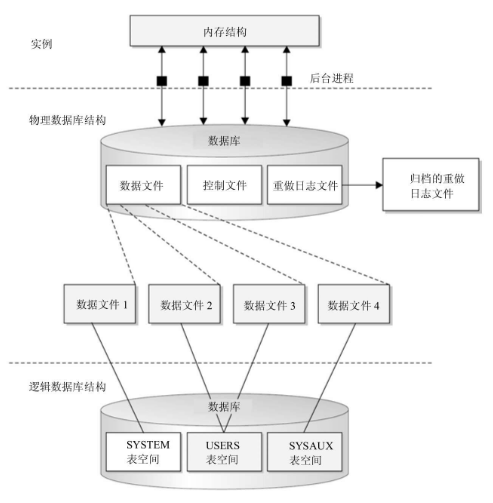 内存结构
实例
后台进程
物理数据库结构
数据库
数据文件
控制文件
重做日志文件
归档的重做
日志文件
数据文件 1
数据文件 2
数据文件 3
数据文件 4
逻辑数据库结构
数据库
SYSTEM
表空间
USERS
表空间
SYSAUX
表空间